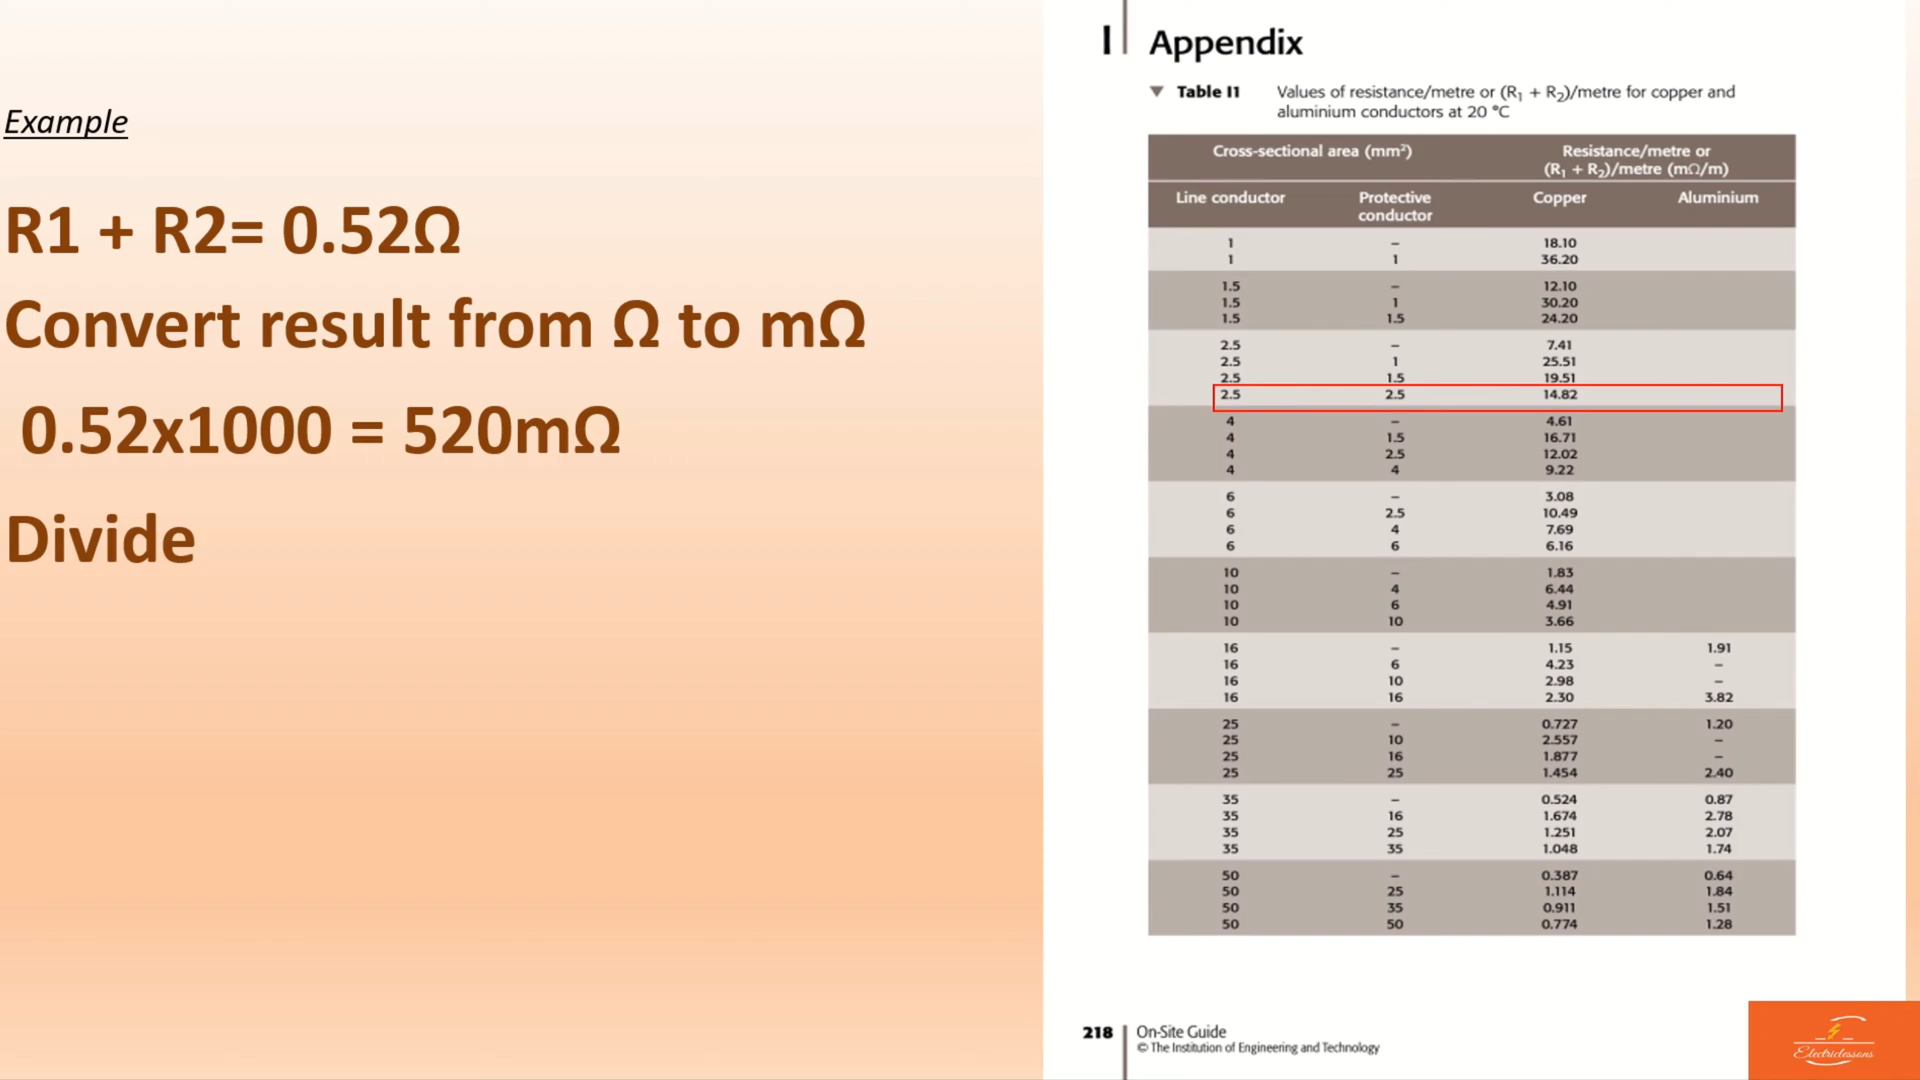 Example
R1 + R2= 0.52Ω
Convert result from Ω to mΩ
0.52x1000 = 520mΩ
Divide
I Appendix
▼ Table I1 Values of resistance/metre or (R₁ + R₂)/metre for copper and
aluminium conductors at 20 °C
Cross-sectional area (mm²) Resistance/metre or
(R₁ + R₂)/metre (mΩ/m)
Line conductor Protective Copper Aluminium
conductor
1 – 18.10
1 1 36.20
1.5 – 12.10
1.5 1 30.20
1.5 1.5 24.20
2.5 – 7.41
2.5 1 25.51
2.5 1.5 19.51
2.5 2.5 14.82
4 – 4.61
4 1.5 16.71
4 2.5 12.02
4 4 9.22
6 – 3.08
6 2.5 10.49
6 4 7.69
6 6 6.16
10 – 1.83
10 4 6.44
10 6 4.91
10 10 3.66
16 – 1.15 1.91
16 6 4.23 –
16 10 2.98 –
16 16 2.30 3.82
25 – 0.727 1.20
25 10 2.557 –
25 16 1.877 –
25 25 1.454 2.40
35 – 0.524 0.87
35 16 1.674 2.78
35 25 1.251 2.07
35 35 1.048 1.74
50 – 0.387 0.64
50 25 1.114 1.84
50 35 0.911 1.51
50 50 0.774 1.28
218 On-Site Guide
© The Institution of Engineering and Technology
Electriclessons